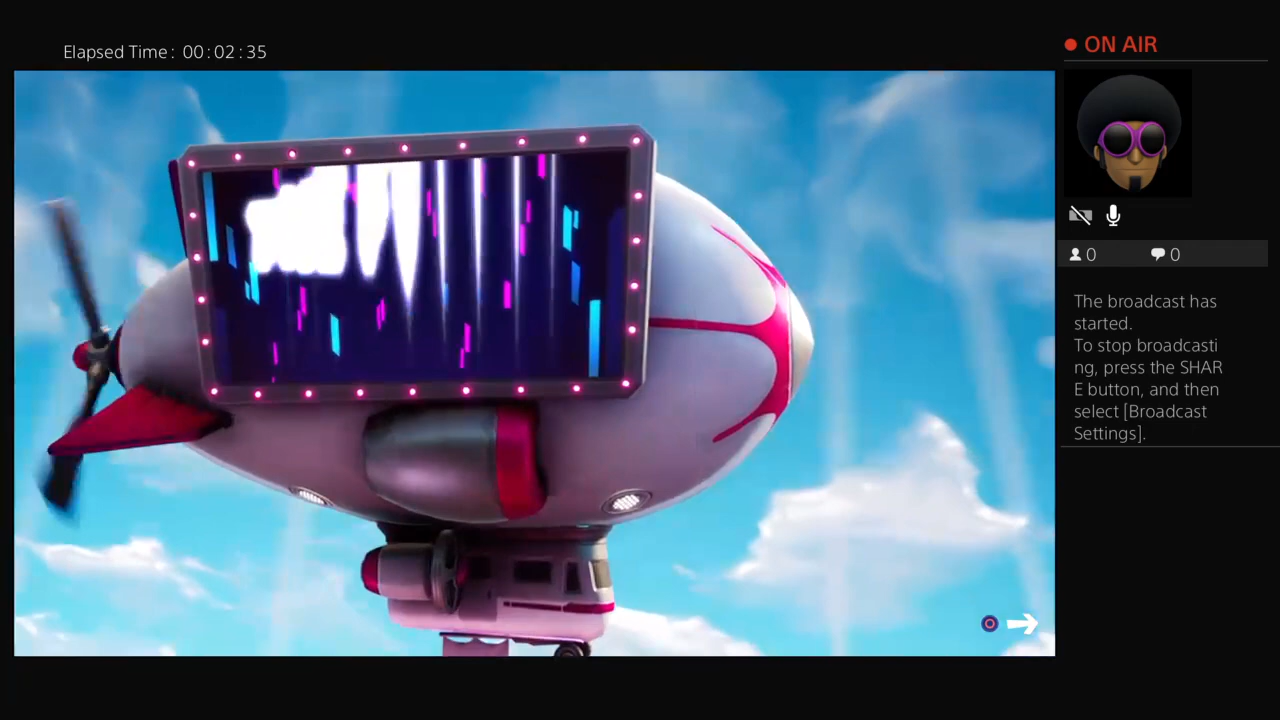 Elapsed Time: 00:02:35
ON AIR
0 0
The broadcast has
started.
To stop broadcasti
ng, press the SHAR
E button, and then
select [Broadcast
Settings].